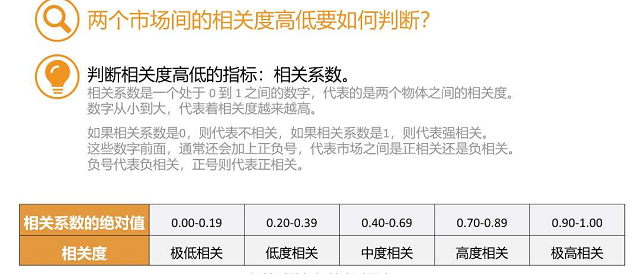 两个市场间的相关度高低要如何判断？
判断相关度高低的指标：相关系数。
相关系数是一个处于 0 到 1 之间的数字，代表的是两个物体之间的相关度。
数字从小到大，代表着相关度越来越高。
如果相关系数是0，则代表不相关，如果相关系数是1，则代表强相关。
这些数字前面，通常还会加上正负号，代表市场之间是正相关还是负相关。
负号代表负相关，正号则代表正相关。
相关系数的绝对值 0.00-0.19 0.20-0.39 0.40-0.69 0.70-0.89 0.90-1.00
相关度 极低相关 低度相关 中度相关 高度相关 极高相关